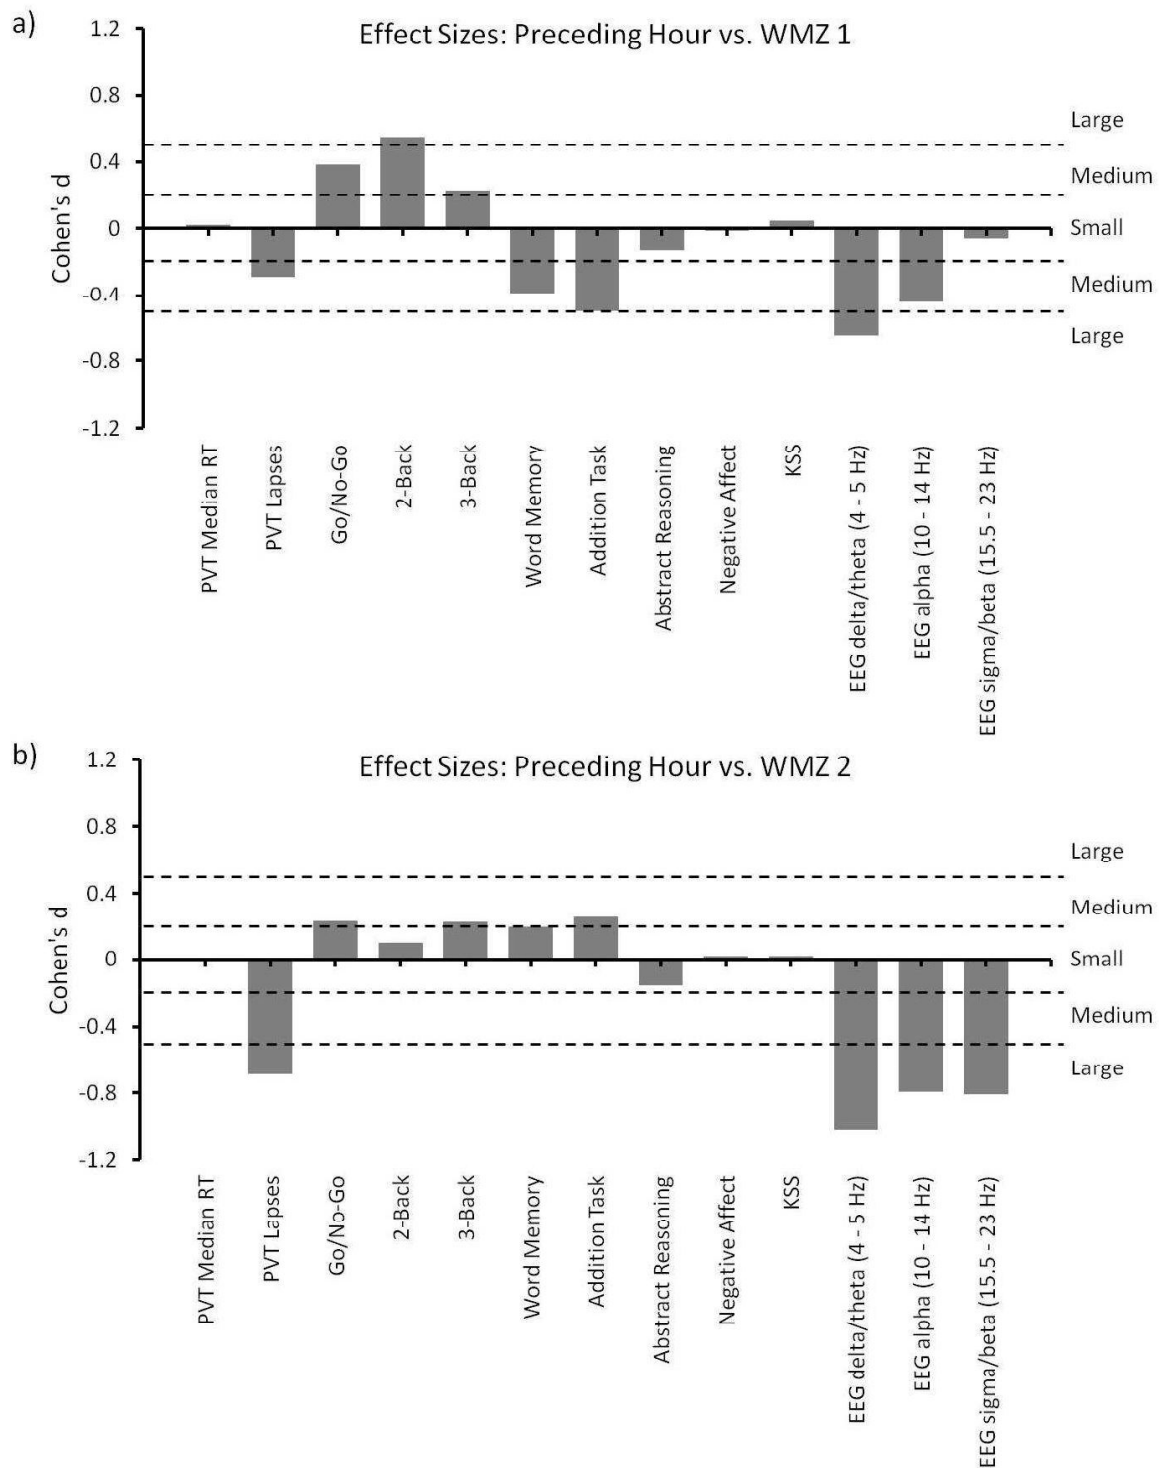 a)
Effect Sizes: Preceding Hour vs. WMZ 1
1.2
0.8
0.4
0
-0.4
-0.8
-1.2
Cohen's d
Large
Medium
Small
Medium
Large
PVT Median RT
PVT Lapses
Go/No-Go
2-Back
3-Back
Word Memory
Addition Task
Abstract Reasoning
Negative Affect
KSS
EEG delta/theta (4 - 5 Hz)
EEG alpha (10 - 14 Hz)
EEG sigma/beta (15.5 - 23 Hz)
b)
Effect Sizes: Preceding Hour vs. WMZ 2
1.2
0.8
0.4
0
-0.4
-0.8
-1.2
Cohen's d
Large
Medium
Small
Medium
Large
PVT Median RT
PVT Lapses
Go/No-Go
2-Back
3-Back
Word Memory
Addition Task
Abstract Reasoning
Negative Affect
KSS
EEG delta/theta (4 - 5 Hz)
EEG alpha (10 - 14 Hz)
EEG sigma/beta (15.5 - 23 Hz)